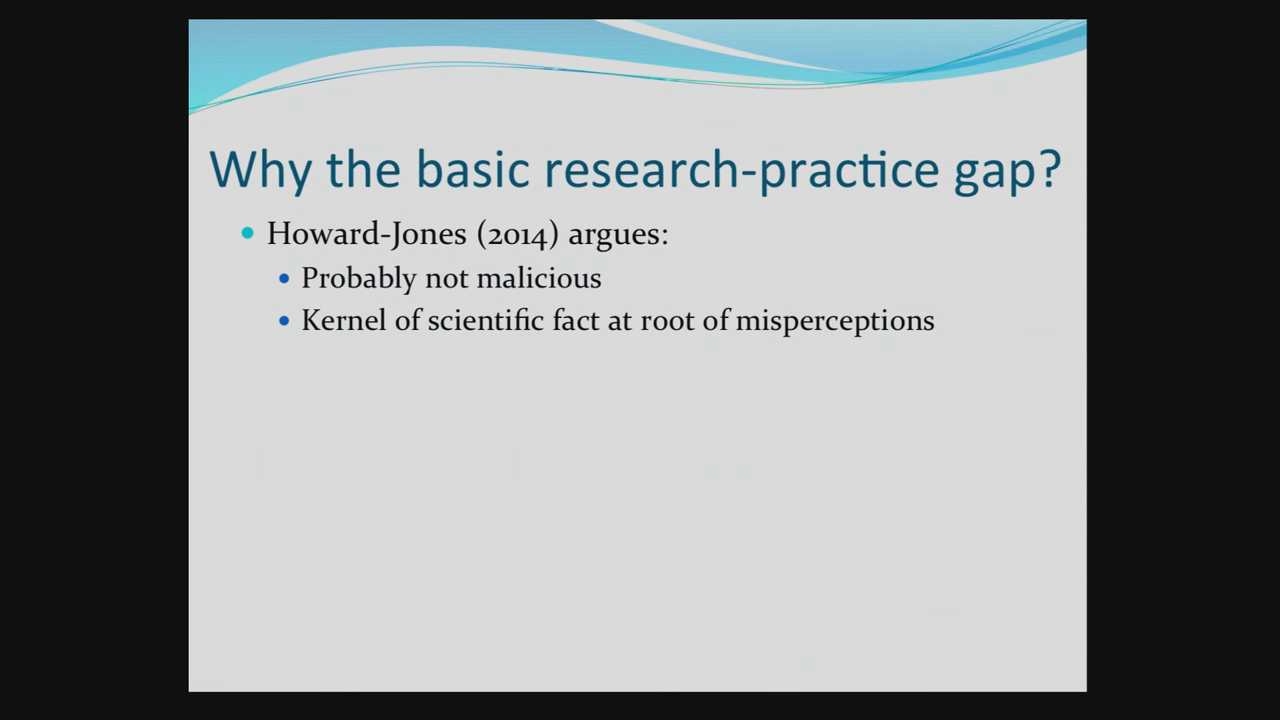 Why the basic research-practice gap?
Howard-Jones (2014) argues:
Probably not malicious
Kernel of scientific fact at root of misperceptions